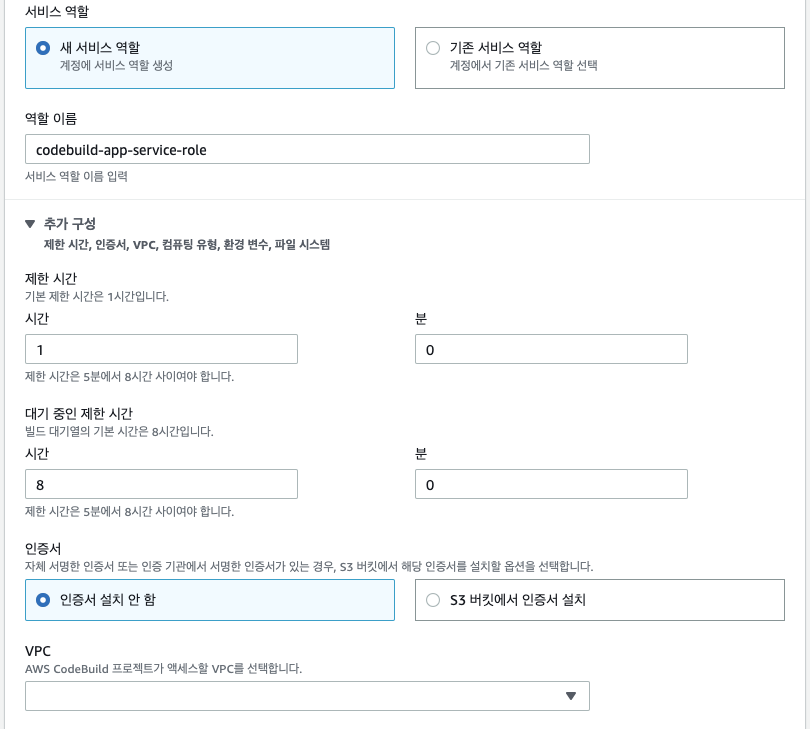 서비스 역할
새 서비스 역할
계정에 서비스 역할 생성
기존 서비스 역할
계정에서 기존 서비스 역할 선택
역할 이름
codebuild-app-service-role
서비스 역할 이름 입력
추가 구성
제한 시간, 인증서, VPC, 컴퓨팅 유형, 환경 변수, 파일 시스템
제한 시간
기본 제한 시간은 1시간입니다.
시간
분
1
0
제한 시간은 5분에서 8시간 사이여야 합니다.
대기 중인 제한 시간
빌드 대기열의 기본 시간은 8시간입니다.
시간
분
8
0
제한 시간은 5분에서 8시간 사이여야 합니다.
인증서
자체 서명한 인증서 또는 인증 기관에서 서명한 인증서가 있는 경우, S3 버킷에서 해당 인증서를 설치할 옵션을 선택합니다.
인증서 설치 안 함
S3 버킷에서 인증서 설치
VPC
AWS CodeBuild 프로젝트가 액세스할 VPC를 선택합니다.